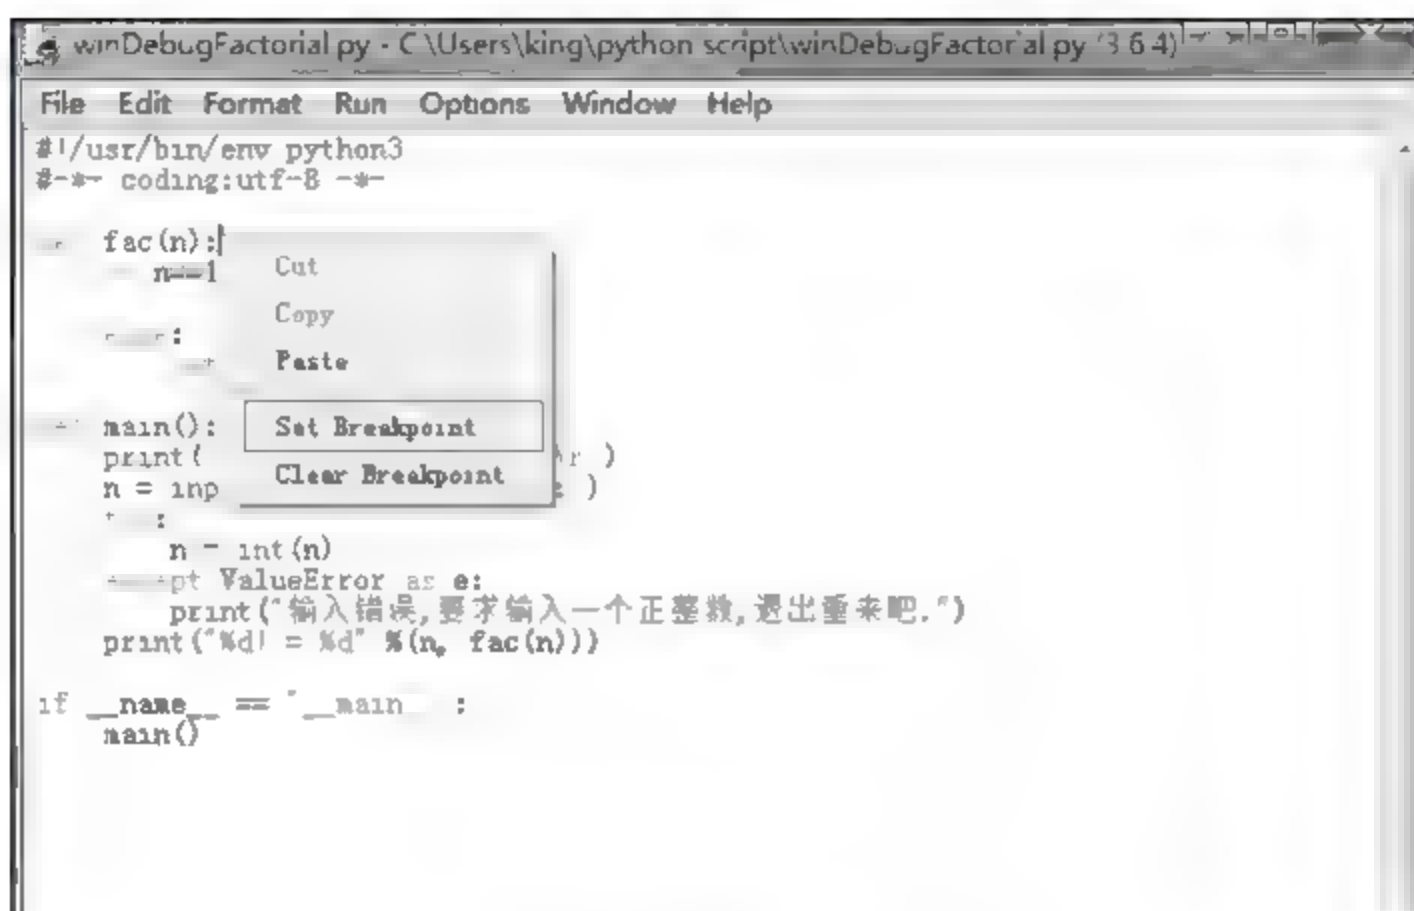 winDebugFactorial.py - C:\Users\king\python script\winDebugFactorial.py (3.6.4)
File Edit Format Run Options Window Help
#!/usr/bin/env python3
#-*- coding:utf-8 -*-
fac(n):
n==1
Cut
Copy
:
Paste
main():
Set Breakpoint
print( )
Clear Breakpoint
n = inp )
:
n = int(n)
ValueError as e:
print("输入错误,要求输入一个正整数,退出重来吧.")
print("%d! = %d" %(n, fac(n)))
if __name__ == "__main :
main()